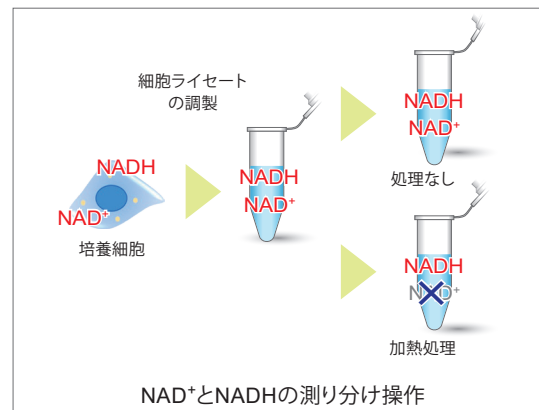 細胞ライセート
の調製
NADH
NAD⁺
培養細胞
NADH
NAD⁺
NADH
NAD⁺
処理なし
NADH
NAD⁺
加熱処理
NAD⁺とNADHの測り分け操作